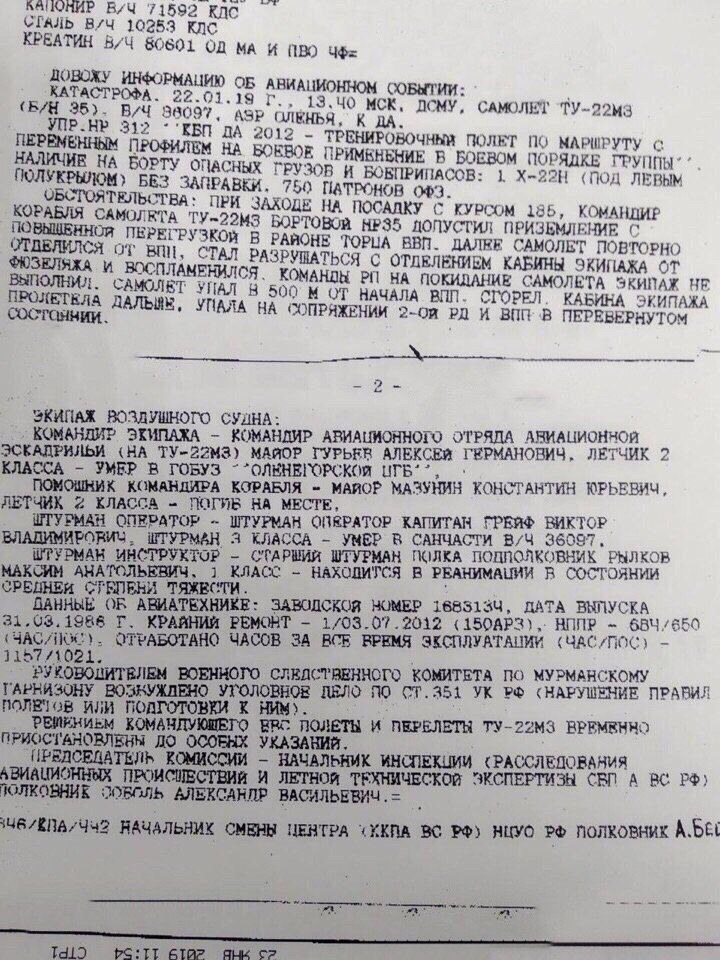 КАПОНИР В/Ч 71592 КДС
СТАЛЬ В/Ч 10253 КДС
КРЕАТИН В/Ч 80601 ОД МА И ПВО ЧФ=
ДОВОЖУ ИНФОРМАЦИЮ ОБ АВИАЦИОННОМ СОБЫТИИ:
КАТАСТРОФА. 22.01.19 Г., 13.40 МСК, ДСМУ, САМОЛЕТ ТУ-22М3
(Б/Н 35). В/Ч 36097, АЭР ОЛЕНЬЯ, К ДА.
УПР.НР 312 ''КБП ДА 2012 - ТРЕНИРОВОЧНЫЙ ПОЛЕТ ПО МАРШРУТУ С
ПЕРЕМЕННЫМ ПРОФИЛЕМ НА БОЕВОЕ ПРИМЕНЕНИЕ В БОЕВОМ ПОРЯДКЕ ГРУППЫ''.
НАЛИЧИЕ НА БОРТУ ОПАСНЫХ ГРУЗОВ И БОЕПРИПАСОВ: 1 Х-22Н (ПОД ЛЕВЫМ
ПОЛУКРЫЛОМ) БЕЗ ЗАПРАВКИ, 750 ПАТРОНОВ ОФЗ.
ОБСТОЯТЕЛЬСТВА: ПРИ ЗАХОДЕ НА ПОСАДКУ С КУРСОМ 185, КОМАНДИР
КОРАБЛЯ САМОЛЕТА ТУ-22М3 БОРТОВОЙ НР35 ДОПУСТИЛ ПРИЗЕМЛЕНИЕ С
ПОВЫШЕННОЙ ПЕРЕГРУЗКОЙ В РАЙОНЕ ТОРЦА ВПП. ДАЛЕЕ САМОЛЕТ ПОВТОРНО
ОТДЕЛИЛСЯ ОТ ВПП, СТАЛ РАЗРУШАТЬСЯ С ОТДЕЛЕНИЕМ КАБИНЫ ЭКИПАЖА ОТ
ФЮЗЕЛЯЖА И ВОСПЛАМЕНИЛСЯ. КОМАНДЫ РП НА ПОКИДАНИЕ САМОЛЕТА ЭКИПАЖ НЕ
ВЫПОЛНИЛ. САМОЛЕТ УПАЛ В 500 М ОТ НАЧАЛА ВПП. СГОРЕЛ. КАБИНА ЭКИПАЖА
ПРОЛЕТЕЛА ДАЛЬШЕ, УПАЛА НА СОПРЯЖЕНИИ 2-ОЙ РД И ВПП В ПЕРЕВЕРНУТОМ
СОСТОЯНИИ.
- 2 -
ЭКИПАЖ ВОЗДУШНОГО СУДНА:
КОМАНДИР ЭКИПАЖА - КОМАНДИР АВИАЦИОННОГО ОТРЯДА АВИАЦИОННОЙ
ЭСКАДРИЛЬИ (НА ТУ-22М3) МАЙОР ГУРЬЕВ АЛЕКСЕЙ ГЕРМАНОВИЧ, ЛЕТЧИК 2
КЛАССА - УМЕР В ГОБУЗ ''ОЛЕНЕГОРСКОЙ ЦГБ'',
ПОМОШНИК КОМАНДИРА КОРАБЛЯ - МАЙОР МАЗУНИН КОНСТАНТИН ЮРЬЕВИЧ,
ЛЕТЧИК 2 КЛАССА - ПОГИБ НА МЕСТЕ,
ШТУРМАН ОПЕРАТОР - ШТУРМАН ОПЕРАТОР КАПИТАН ГРЕЙФ ВИКТОР
ВЛАДИМИРОВИЧ, ШТУРМАН 3 КЛАССА - УМЕР В САНЧАСТИ В/Ч 36097,
ШТУРМАН ИНСТРУКТОР - СТАРШИЙ ШТУРМАН ПОЛКА ПОДПОЛКОВНИК РЫЛКОВ
МАКСИМ АНАТОЛЬЕВИЧ, 1 КЛАСС - НАХОДИТСЯ В РЕАНИМАЦИИ В СОСТОЯНИИ
СРЕДНЕЙ СТЕПЕНИ ТЯЖЕСТИ.
ДАННЫЕ ОБ АВИАТЕХНИКЕ: ЗАВОДСКОЙ НОМЕР 1683134, ДАТА ВЫПУСКА
31.03.1986 Г. КРАЙНИЙ РЕМОНТ - 1/03.07.2012 (150АРЗ), НППР - 684/650
(ЧАС/ПОС), ОТРАБОТАНО ЧАСОВ ЗА ВСЕ ВРЕМЯ ЭКСПЛУАТАЦИИ (ЧАС/ПОС) -
1157/1021.
РУКОВОДИТЕЛЕМ ВОЕННОГО СЛЕДСТВЕННОГО КОМИТЕТА ПО МУРМАНСКОМУ
ГАРНИЗОНУ ВОЗБУЖДЕНО УГОЛОВНОЕ ДЕЛО ПО СТ.351 УК РФ (НАРУШЕНИЕ ПРАВИЛ
ПОЛЕТОВ ИЛИ ПОДГОТОВКИ К НИМ).
РЕШЕНИЕМ КОМАНДУЮЩЕГО ВВС ПОЛЕТЫ И ПЕРЕЛЕТЫ ТУ-22М3 ВРЕМЕННО
ПРИОСТАНОВЛЕНЫ ДО ОСОБЫХ УКАЗАНИЙ.
ПРЕДСЕДАТЕЛЬ КОМИССИИ - НАЧАЛЬНИК ИНСПЕКЦИИ (РАССЛЕДОВАНИЯ
АВИАЦИОННЫХ ПРОИСШЕСТВИЙ И ЛЕТНОЙ ТЕХНИЧЕСКОЙ ЭКСПЕРТИЗЫ СБП А ВС РФ)
ПОЛКОВНИК СОБОЛЬ АЛЕКСАНДР ВАСИЛЬЕВИЧ.=
НАЧАЛЬНИК СМЕНЫ ЦЕНТРА (ККПА ВС РФ) НЦУО РФ ПОЛКОВНИК А.
23 ЯНВ 2019 11:54 СТР1